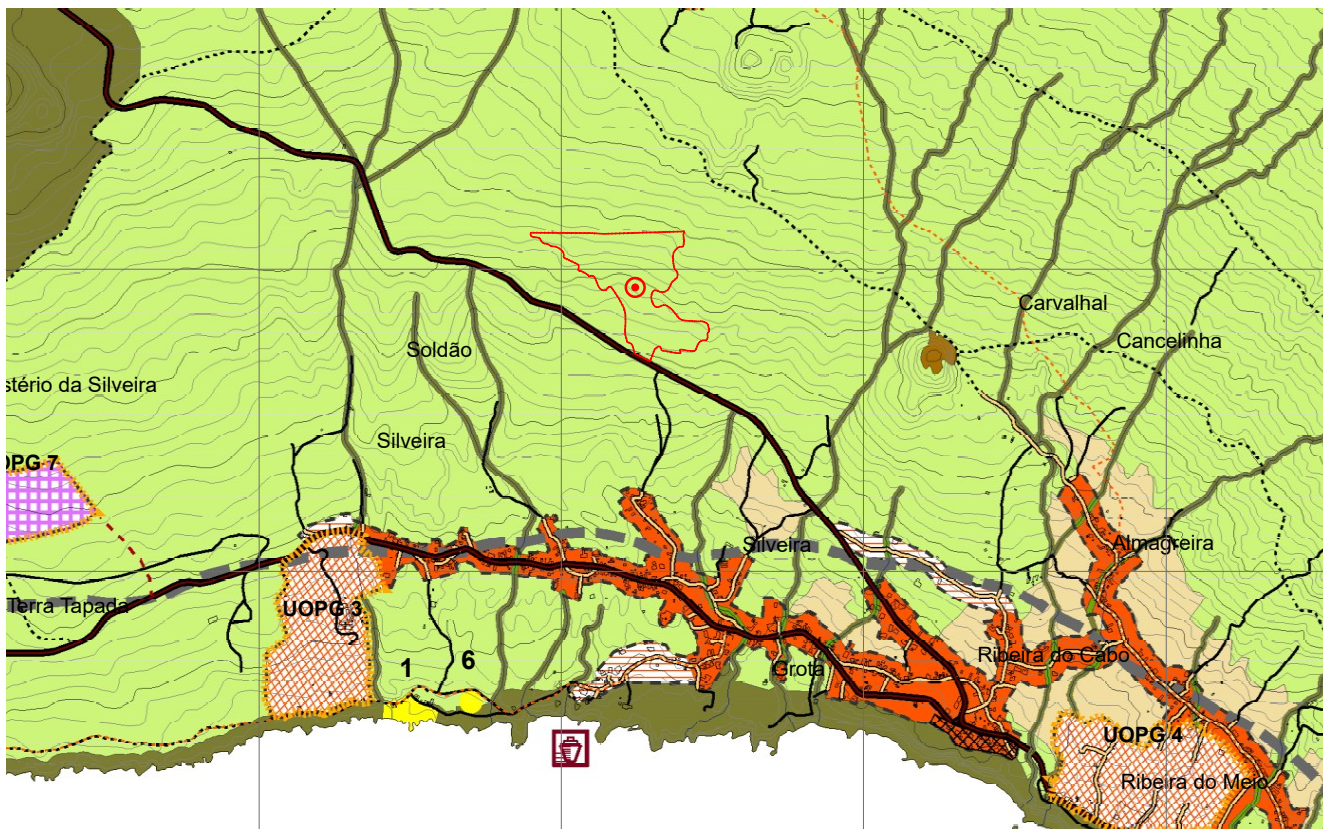 Carvalhal
Cancelinha
Soldão
stério da Silveira
Silveira
OPG 7
Silveira
Almagreira
Terra Tapada
UOPG 3
1
6
Grota
Ribeira do Cabo
UOPG 4
Ribeira do Meio